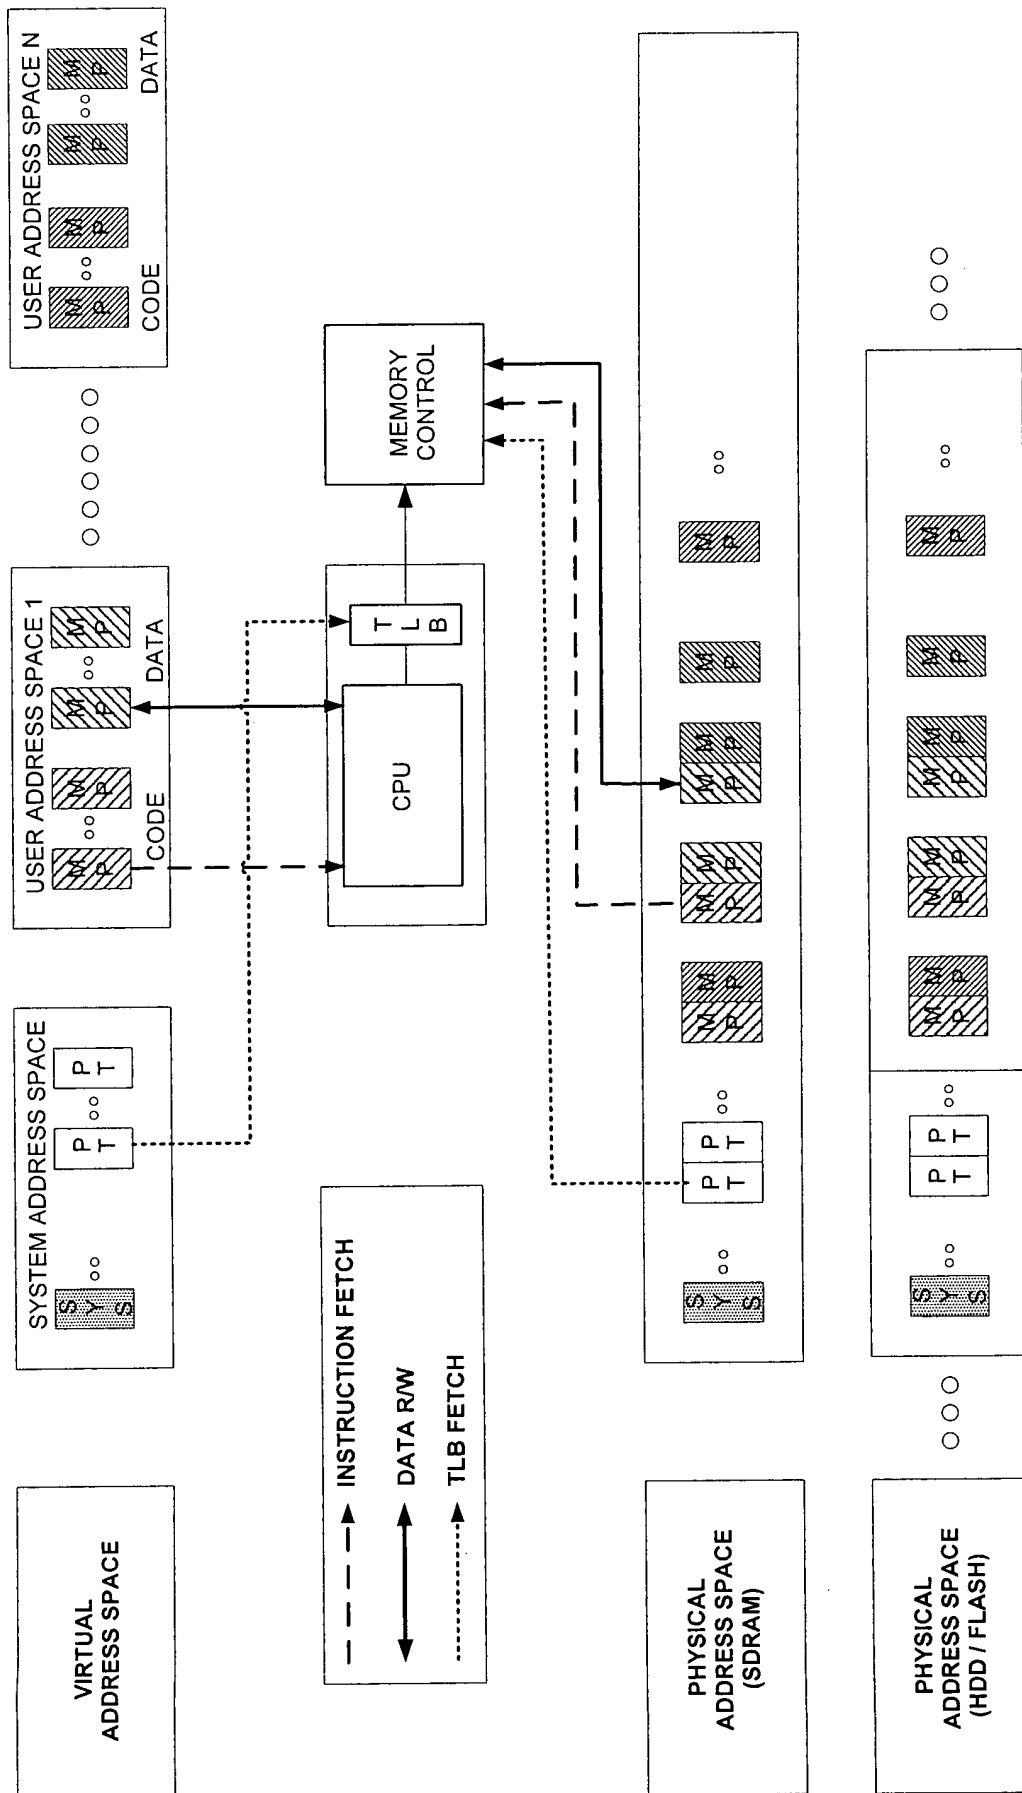 VIRTUAL
ADDRESS SPACE
SYSTEM ADDRESS SPACE
S
Y
S
P
T
P
T
USER ADDRESS SPACE 1
M
P
M
P
M
P
M
P
CODE
DATA
USER ADDRESS SPACE N
M
P
M
P
M
P
M
P
CODE
DATA
INSTRUCTION FETCH
DATA R/W
TLB FETCH
CPU
T
L
B
MEMORY
CONTROL
PHYSICAL
ADDRESS SPACE
(SDRAM)
S
Y
S
P
T
P
T
M
P
M
P
M
P
M
P
M
P
M
P
M
P
M
P
PHYSICAL
ADDRESS SPACE
(HDD / FLASH)
S
Y
S
P
T
P
T
M
P
M
P
M
P
M
P
M
P
M
P
M
P
M
P